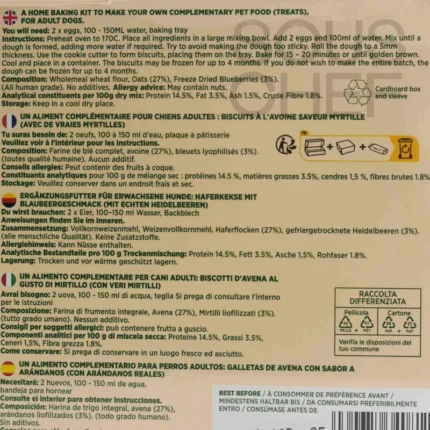 A HOME BAKING KIT TO MAKE YOUR OWN COMPLEMENTARY PET FOOD (TREATS),
FOR ADULT DOGS.
You will need: 2 x eggs, 100 - 150ML water, baking tray
Instructions: Preheat oven to 170C. Place all ingredients in a large mixing bowl. Add 2 eggs and 100ml of water. Mix until a
dough is formed, adding more water if required. Try to avoid making the dough too sticky. Roll the dough to a 5mm
thickness. Use the cookie cutter to form biscuits, placing them on the tray. Bake for 15 - 20 minutes or until golden brown.
Cool and place in a container. The biscuits may be frozen for up to 4 months. If you do not wish to make the entire batch, the
dough can be frozen for up to 4 months.
Composition: Wholemeal wheat flour, Oats (27%), Freeze Dried Blueberries (3%).
(All human grade). No additives. Allergy advice: May contain nuts.
Analytical constituents per 100g dry mix: Protein 14.5%, Fat 3.5%, Ash 1.5%, Crude Fibre 1.8%.
Storage: Keep in a cool dry place.
Cardboard box
and sleeve
SOUS
CHEF
UN ALIMENT COMPLÉMENTAIRE POUR CHIENS ADULTES : BISCUITS À L'AVOINE SAVEUR MYRTILLE
(AVEC DE VRAIES MYRTILLES)
Tu auras besoin de: 2 oeufs, 100 à 150 ml d'eau, plaque à pâtisserie
Veuillez voir à l'intérieur pour les instructions.
Composition: Farine de blé complet, avoine (27%), bleuets lyophilisés (3%).
(toutes qualité humaine). Aucun additif.
Conseils allergie: Peut contenir des fruits à coque.
Constituants analytiques pour 100 g de mélange sec : protéines 14.5 %, matières grasses 3.5%, cendres 1,5 %, fibres brutes 1.8%
Stockage: Veuillez conserver dans un endroit frais et sec.
FR
ERGÄNZUNGSFUTTER FÜR ERWACHSENE HUNDE: HAFERKEKSE MIT
BLAUBEERGESCHMACK (MIT ECHTEN HEIDELBEEREN)
Du wirst brauchen: 2 x Eier, 100-150 ml Wasser, Backblech
Anweisungen finden Sie im Inneren.
Zusammensetzung: Vollkornweizenmehl, Weizenvollkornmehl, Haferflocken (27%), gefriergetrocknete Heidelbeeren (3%)
(alle menschliche Qualität). Keine Zusatzstoffe.
Allergiehinweis: Kann Nüsse enthalten.
Analytische Bestandteile pro 100 g Trockenmischung: Protein 14.5%, Fett 3.5%, Asche 1,5%, Rohfaser 1.8%.
Lagerung: Trocken und vor wärme geschützt lagern.
UN ALIMENTO COMPLEMENTARE PER CANI ADULTI: BISCOTTI D'AVENA AL
GUSTO DI MIRTILLO (CON VERI MIRTILLI)
Avrai bisogno: 2 uova, 100 - 150 ml di acqua, teglia Si prega di consultare l'interno
per le istruzioni
Composizione: Farina di frumento integrale, Avena (27%), Mirtilli liofilizzati (3%).
(tutto grado umano). Nessun additivo.
Consigli per soggetti allergici: può contenere frutta a guscio.
Componenti analitici per 100 g di miscela secca: Proteine 14.5%, Grassi 3.5%,
Ceneri 1,5%, Fibra grezza 1.8%.
Come conservare: Si prega di conservare in un luogo fresco ed asciutto.
RACCOLTA
DIFFERENZIATA
Pellicola
Cartone
Verifica le disposizioni del
tuo commune
UN ALIMENTO COMPLEMENTARIO PARA PERROS ADULTOS: GALLETAS DE AVENA CON SABOR A
ARÁNDANOS (CON ARÁNDANOS REALES)
Necesitará: 2 huevos, 100 - 150 ml de agua,
bandeja para hornear
Consulte el interior para obtener instrucciones.
Composición: Harina de trigo integral, avena (27%),
arándanos liofilizados (3%). (todo grado humano).
Sin aditivos.
BEST BEFORE / À CONSOMMER DE PRÉFÉRENCE AVANT /
MINDESTENS HALTBAR BIS / DA CONSUMARSI PREFERIBILMENTE
ENTRO / CONSÚMASE ANTES DE